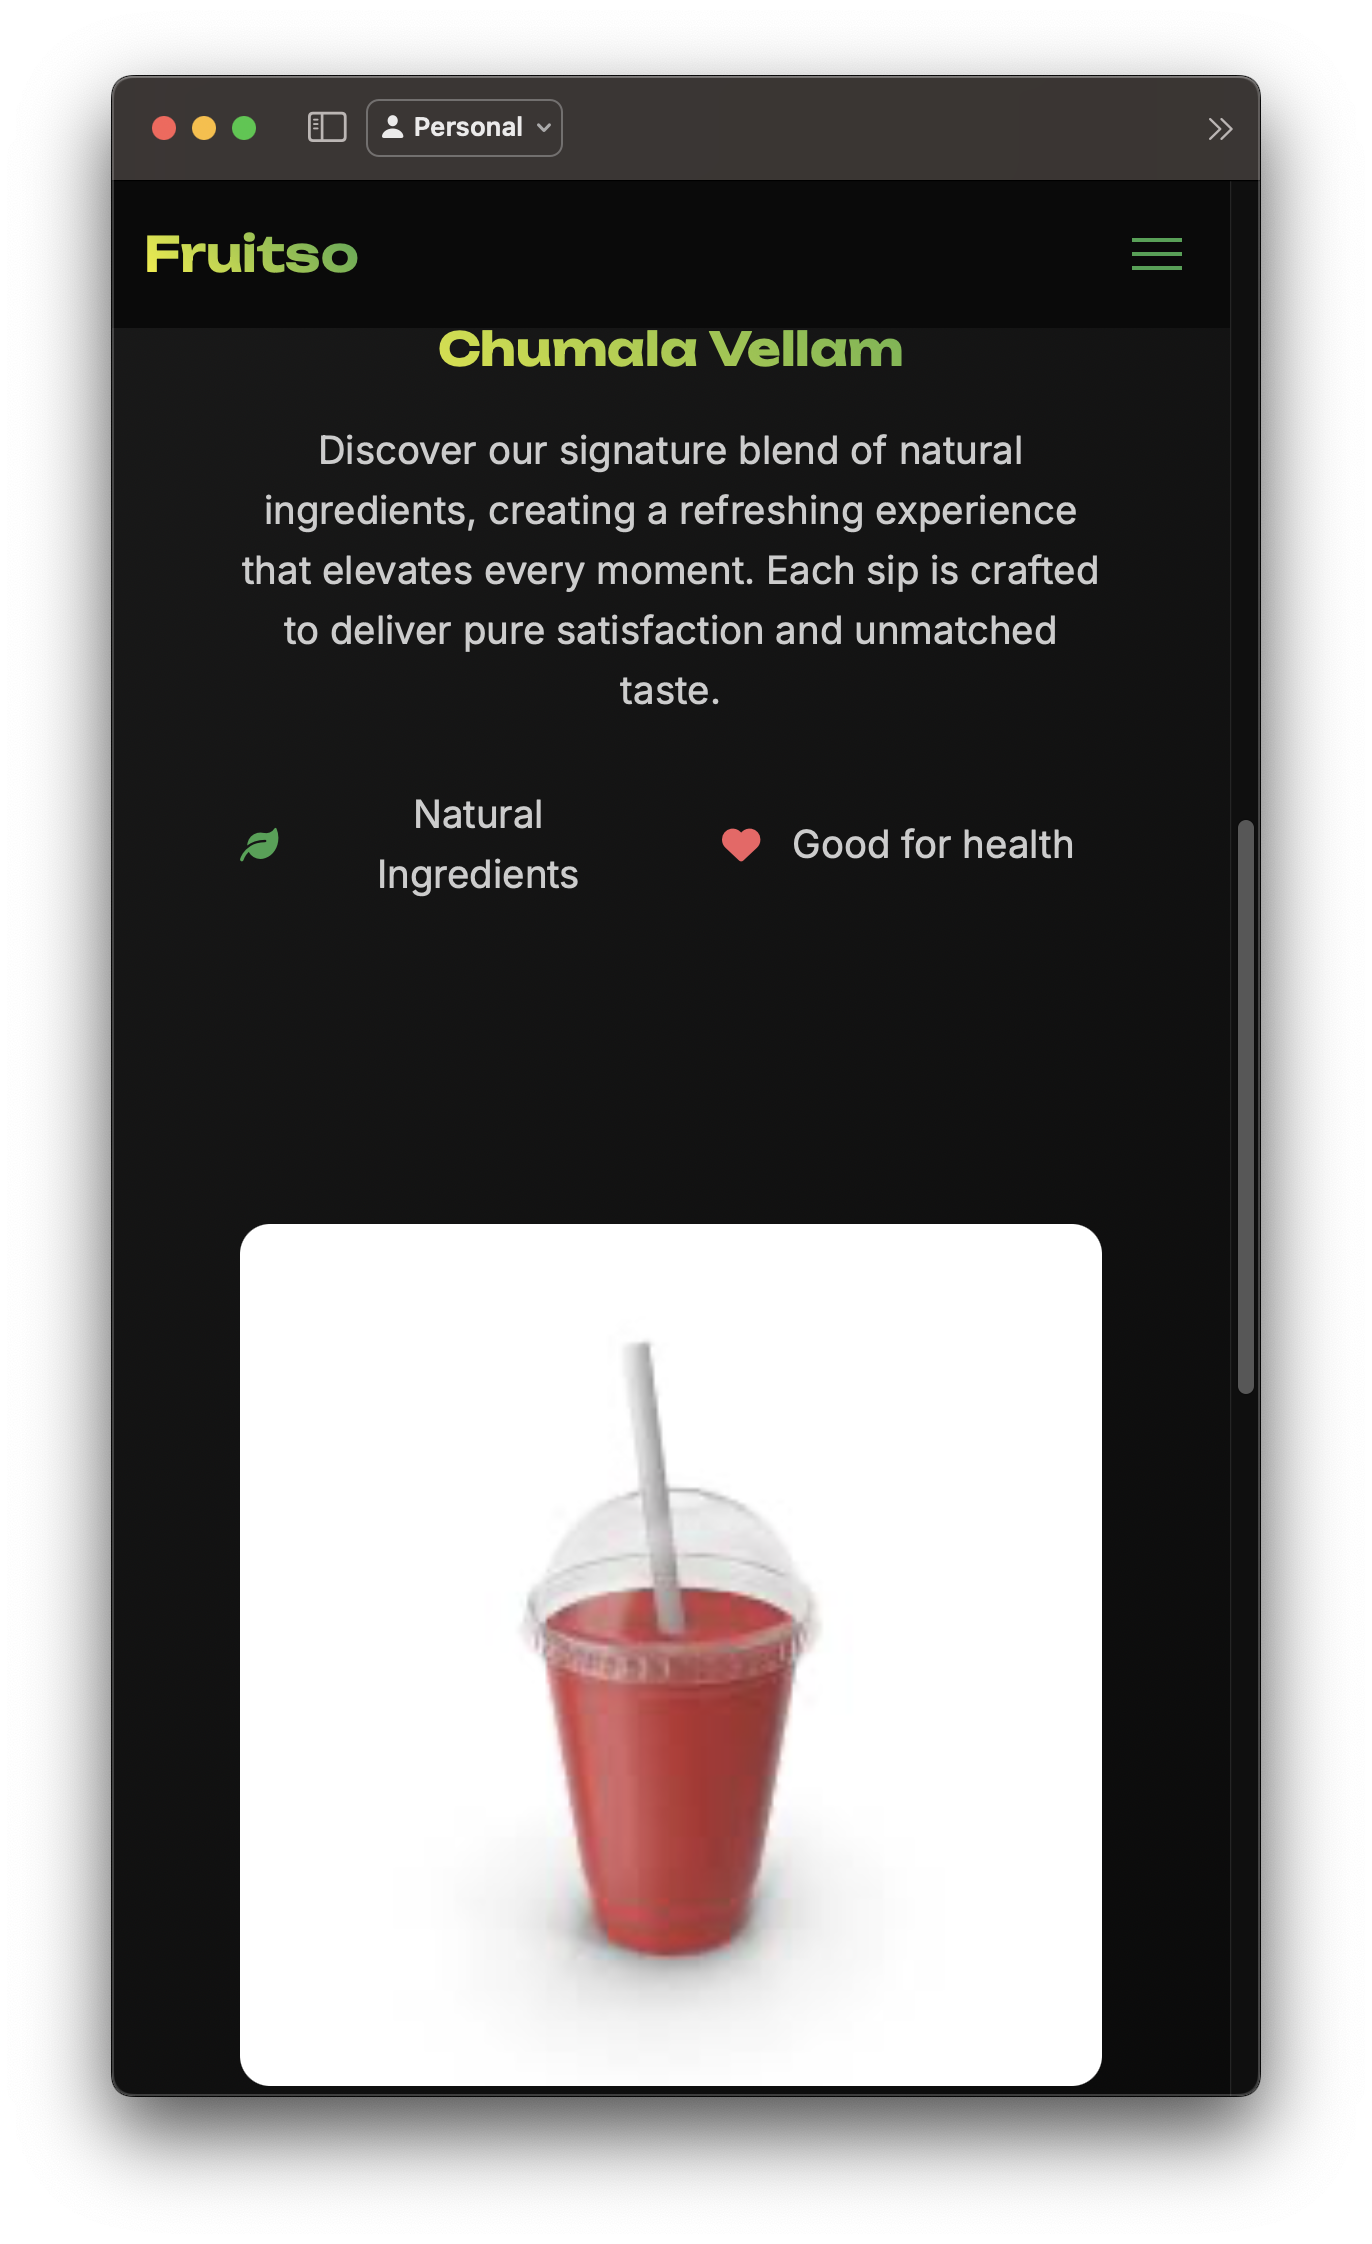 Personal
Fruitso
Chumala Vellam
Discover our signature blend of natural
ingredients, creating a refreshing experience
that elevates every moment. Each sip is crafted
to deliver pure satisfaction and unmatched
taste.
Natural
Ingredients
Good for health